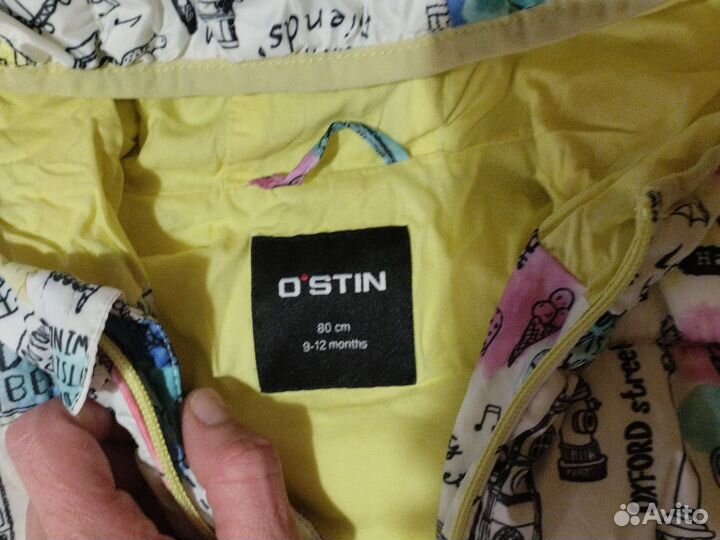 friends'
O'STIN
80 cm
9-12 months
OXFORD street
Avito